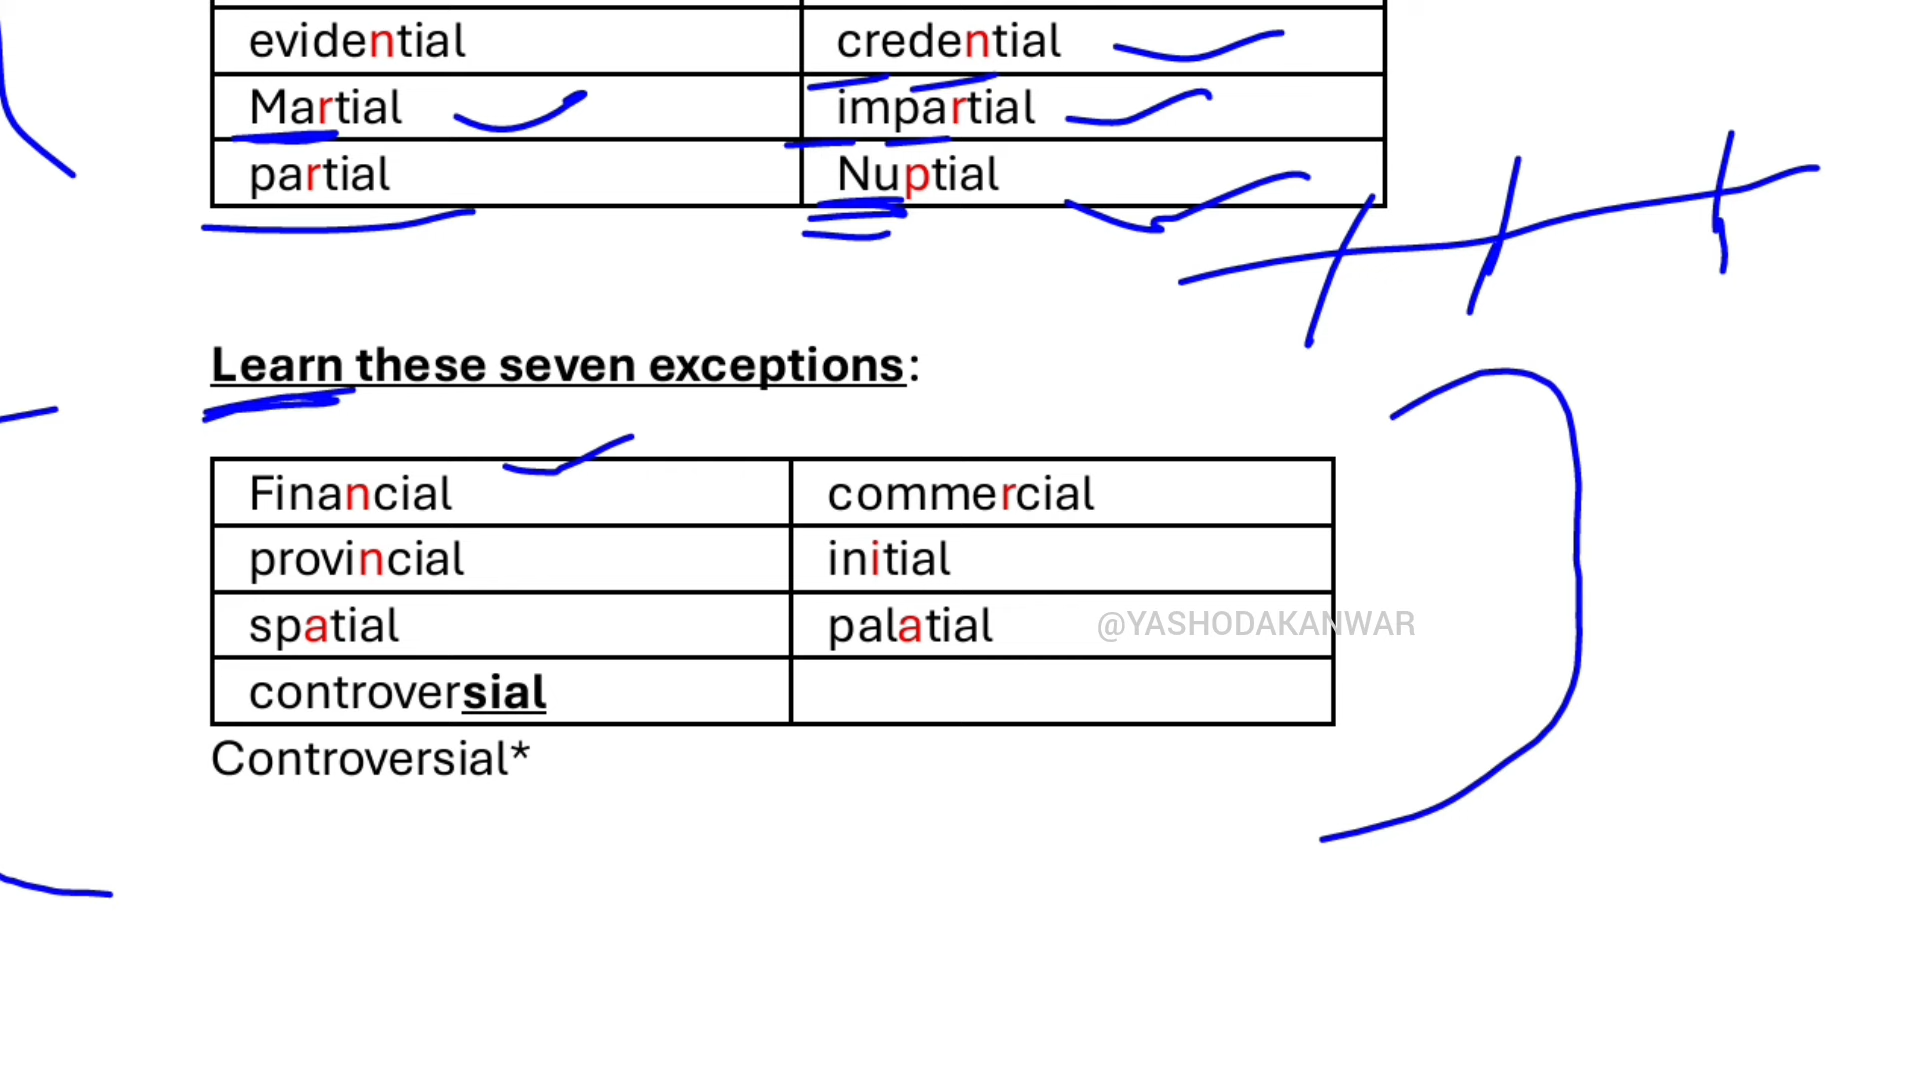 evidential credential
Martial impartial
partial Nuptial
Learn these seven exceptions:
Financial commercial
provincial initial
spatial palatial @YASHODAKANWAR
controversial
Controversial*